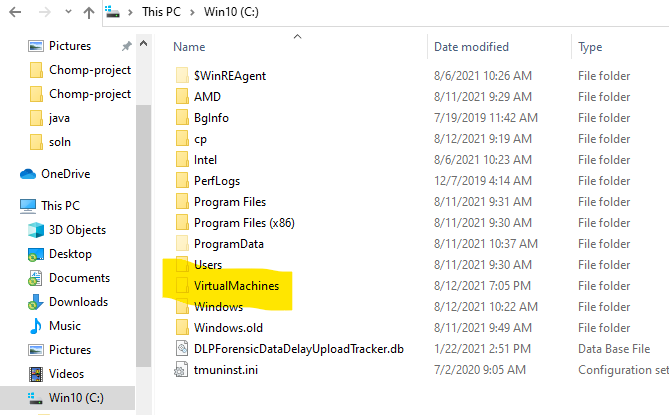 This PC > Win10 (C:) >
Pictures
Chomp-project
Chomp-project
java
soln
OneDrive
This PC
3D Objects
Desktop
Documents
Downloads
Music
Pictures
Videos
Win10 (C:)
Name Date modified Type
$WinREAgent 8/6/2021 10:26 AM File folder
AMD 8/11/2021 9:29 AM File folder
BgInfo 7/19/2019 11:42 AM File folder
cp 8/12/2021 9:19 AM File folder
Intel 8/6/2021 10:23 AM File folder
PerfLogs 12/7/2019 4:14 AM File folder
Program Files 8/11/2021 9:31 AM File folder
Program Files (x86) 8/11/2021 9:30 AM File folder
ProgramData 8/11/2021 10:37 AM File folder
Users 8/11/2021 9:30 AM File folder
VirtualMachines 8/12/2021 7:05 PM File folder
Windows 8/12/2021 10:22 AM File folder
Windows.old 8/11/2021 9:49 AM File folder
DLPForensicDataDelayUploadTracker.db 1/22/2021 2:51 PM Data Base File
tmuninst.ini 7/2/2020 9:05 AM Configuration set